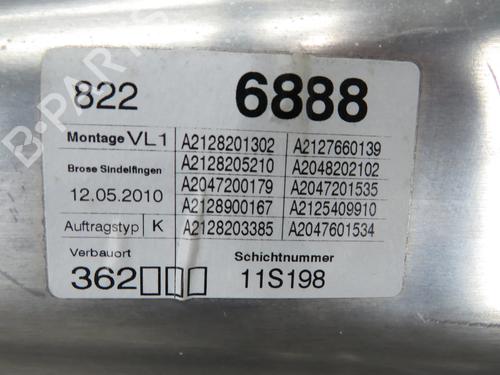 822 6888
Montage VL1 A2128201302 A2127660139
Brose Sindelfingen A2128205210 A2048202102
12.05.2010 A2047200179 A2047201535
A2128900167 A2125409910
Auftragstyp K A2128203385 A2047601534
Verbauort Schichtnummer
362 11S198
B-PARTS